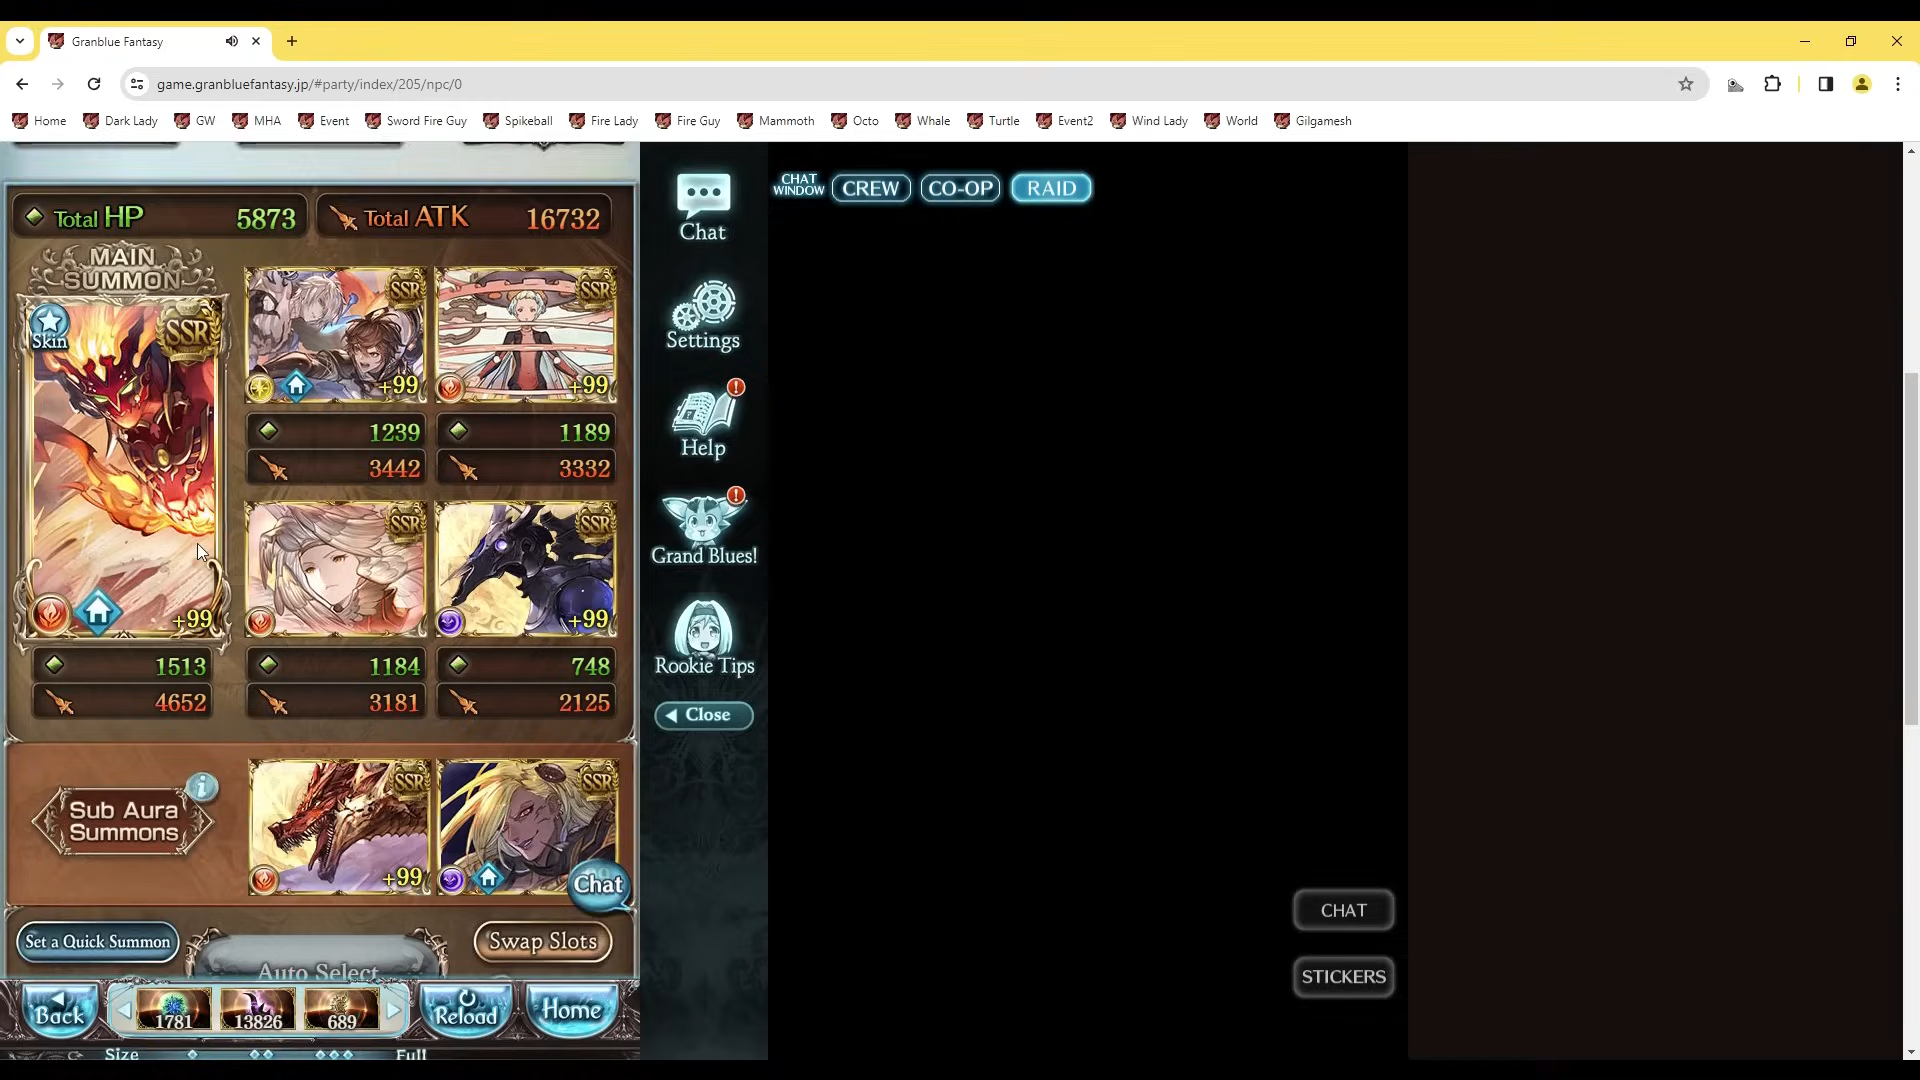 Granblue Fantasy
game.granbluefantasy.jp/#party/index/205/npc/0
Home Dark Lady GW MHA Event Sword Fire Guy Spikeball Fire Lady Fire Guy Mammoth Octo Whale Turtle Event2 Wind Lady World Gilgamesh
Total HP 5873 Total ATK 16732
MAIN SUMMON
Skin
SSR
+99
1513
4652
SSR
+99
SSR
+99
1239
1189
3442
3332
SSR
SSR
+99
1184
748
3181
2125
Sub Aura
Summons
SSR
+99
SSR
Chat
Set a Quick Summon
Auto Select
Swap Slots
Back
1781
13826
689
Reload
Home
Size
Full
Chat
Settings
Help
Grand Blues!
Rookie Tips
Close
CHAT WINDOW CREW CO-OP RAID
CHAT
STICKERS